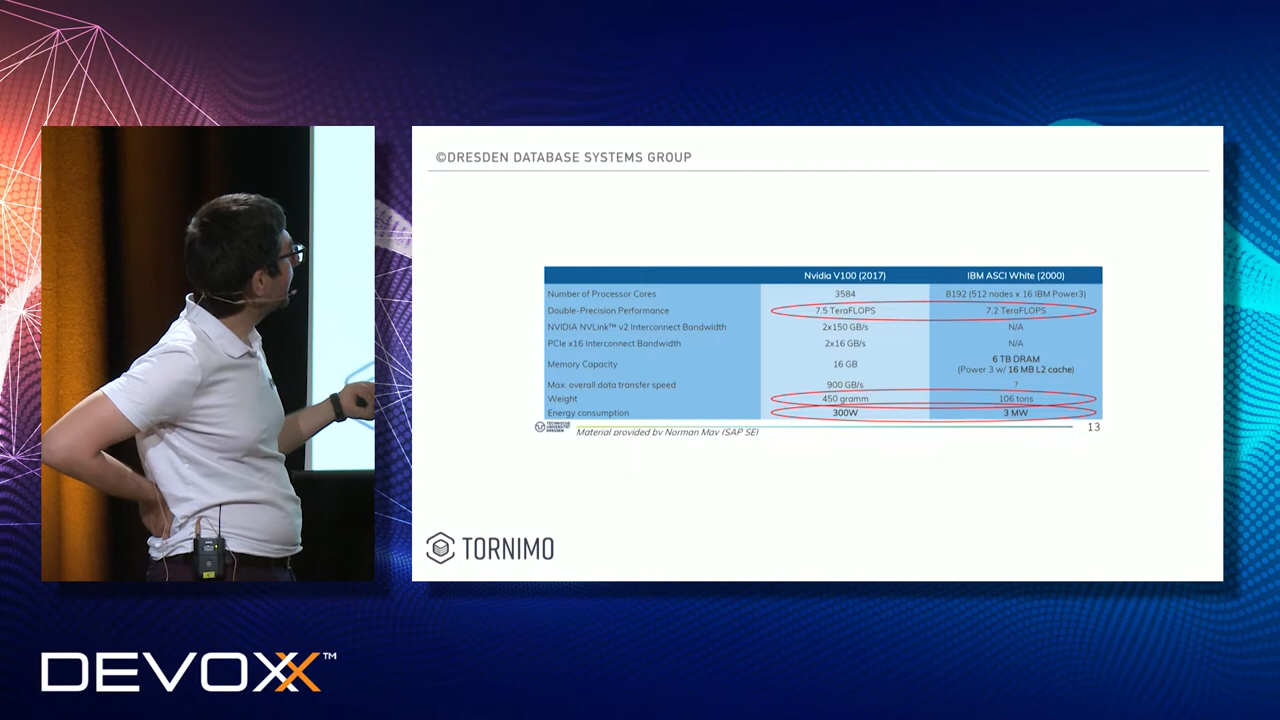 ©DRESDEN DATABASE SYSTEMS GROUP
Nvidia V100 (2017) IBM ASCI White (2000)
Number of Processor Cores 3584 8192 (512 nodes x 16 IBM Power3)
Double-Precision Performance 7.5 TeraFLOPS 7.2 TeraFLOPS
NVIDIA NVLink™ v2 Interconnect Bandwidth 2x150 GB/s N/A
PCIe x16 Interconnect Bandwidth 2x16 GB/s N/A
Memory Capacity 16 GB 6 TB DRAM
(Power 3 w/ 16 MB L2 cache)
Max. overall data transfer speed 900 GB/s ?
Weight 450 gramm 106 tons
Energy consumption 300W 3 MW
TECHNISCHE
UNIVERSITÄT
DRESDEN
Material provided by Norman May (SAP SE)
13
TORNIMO
DEVOXX™